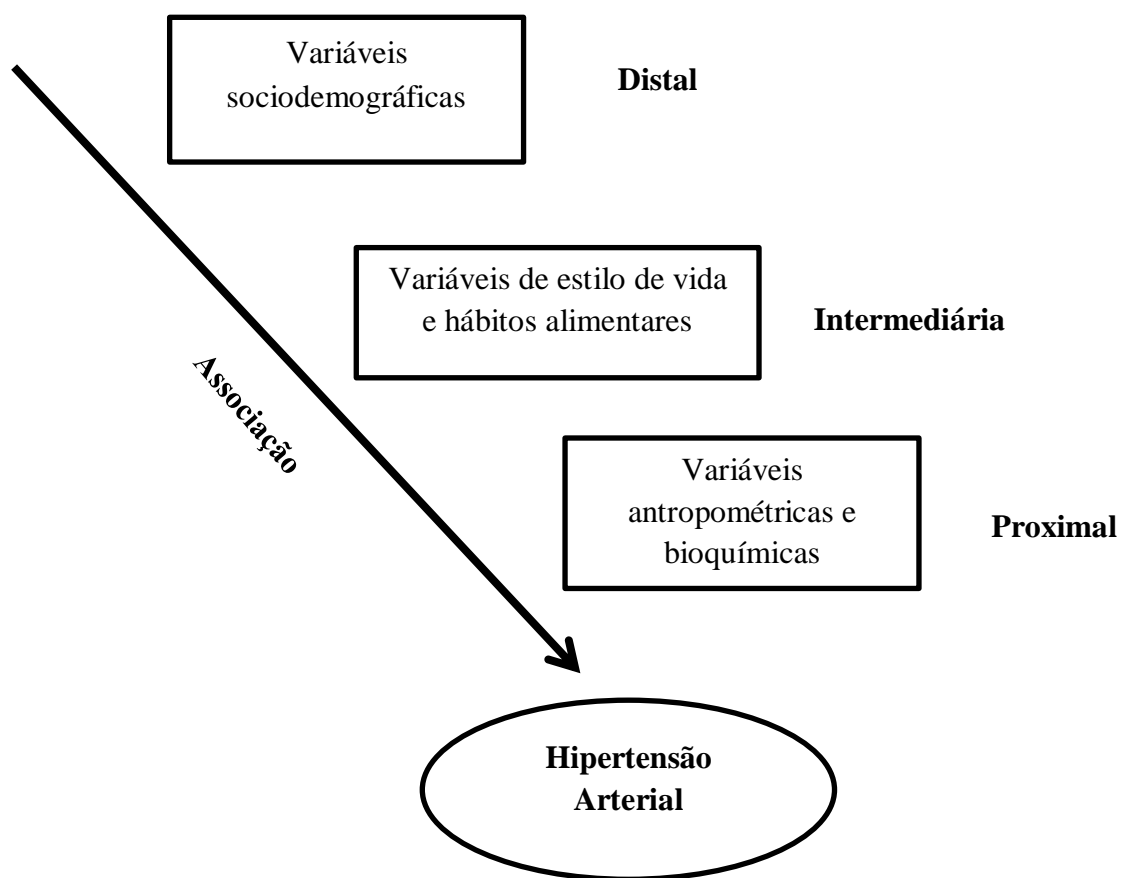 Variáveis
sociodemográficas
Distal
Variáveis de estilo de vida
e hábitos alimentares
Intermediária
Associação
Variáveis
antropométricas e
bioquímicas
Proximal
Hipertensão
Arterial